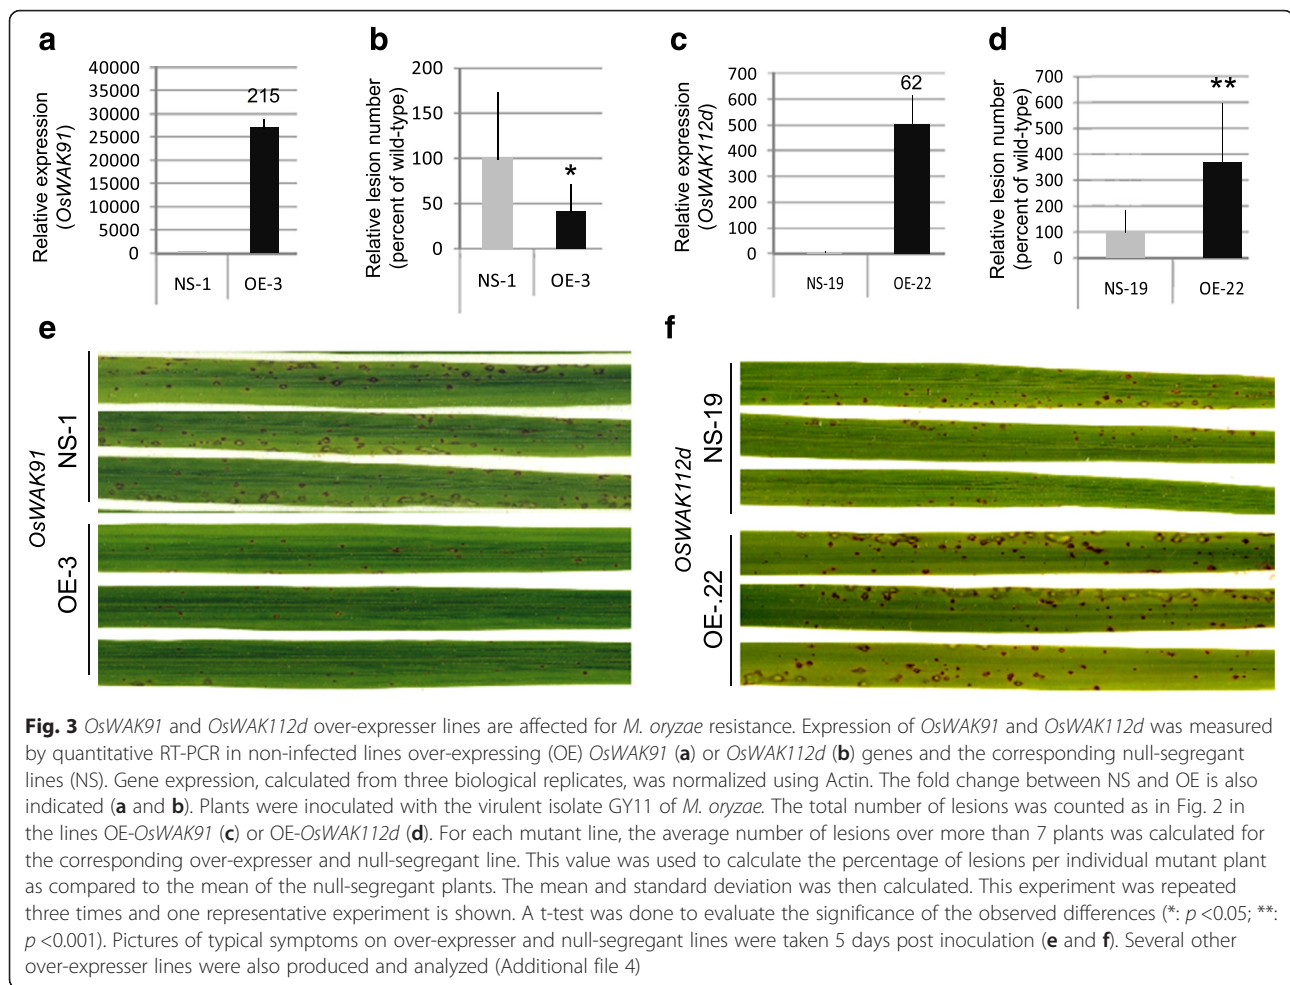 a
Relative expression
(OsWAK91)
40000
35000
30000
25000
20000
15000
10000
5000
0
215
NS-1 OE-3
b
Relative lesion number
(percent of wild-type)
200
150
100
50
0
*
NS-1 OE-3
c
Relative expression
(OsWAK112d)
700
600
500
400
300
200
100
0
62
NS-19 OE-22
d
Relative lesion number
(percent of wild-type)
700
600
500
400
300
200
100
0
**
NS-19 OE-22
e
OsWAK91
NS-1
OE-3
f
OSWAK112d
NS-19
OE-.22
Fig. 3 OsWAK91 and OsWAK112d over-expresser lines are affected for M. oryzae resistance. Expression of OsWAK91 and OsWAK112d was measured
by quantitative RT-PCR in non-infected lines over-expressing (OE) OsWAK91 (a) or OsWAK112d (b) genes and the corresponding null-segregant
lines (NS). Gene expression, calculated from three biological replicates, was normalized using Actin. The fold change between NS and OE is also
indicated (a and b). Plants were inoculated with the virulent isolate GY11 of M. oryzae. The total number of lesions was counted as in Fig. 2 in
the lines OE-OsWAK91 (c) or OE-OsWAK112d (d). For each mutant line, the average number of lesions over more than 7 plants was calculated for
the corresponding over-expresser and null-segregant line. This value was used to calculate the percentage of lesions per individual mutant plant
as compared to the mean of the null-segregant plants. The mean and standard deviation was then calculated. This experiment was repeated
three times and one representative experiment is shown. A t-test was done to evaluate the significance of the observed differences (*: p <0.05; **:
p <0.001). Pictures of typical symptoms on over-expresser and null-segregant lines were taken 5 days post inoculation (e and f). Several other
over-expresser lines were also produced and analyzed (Additional file 4)